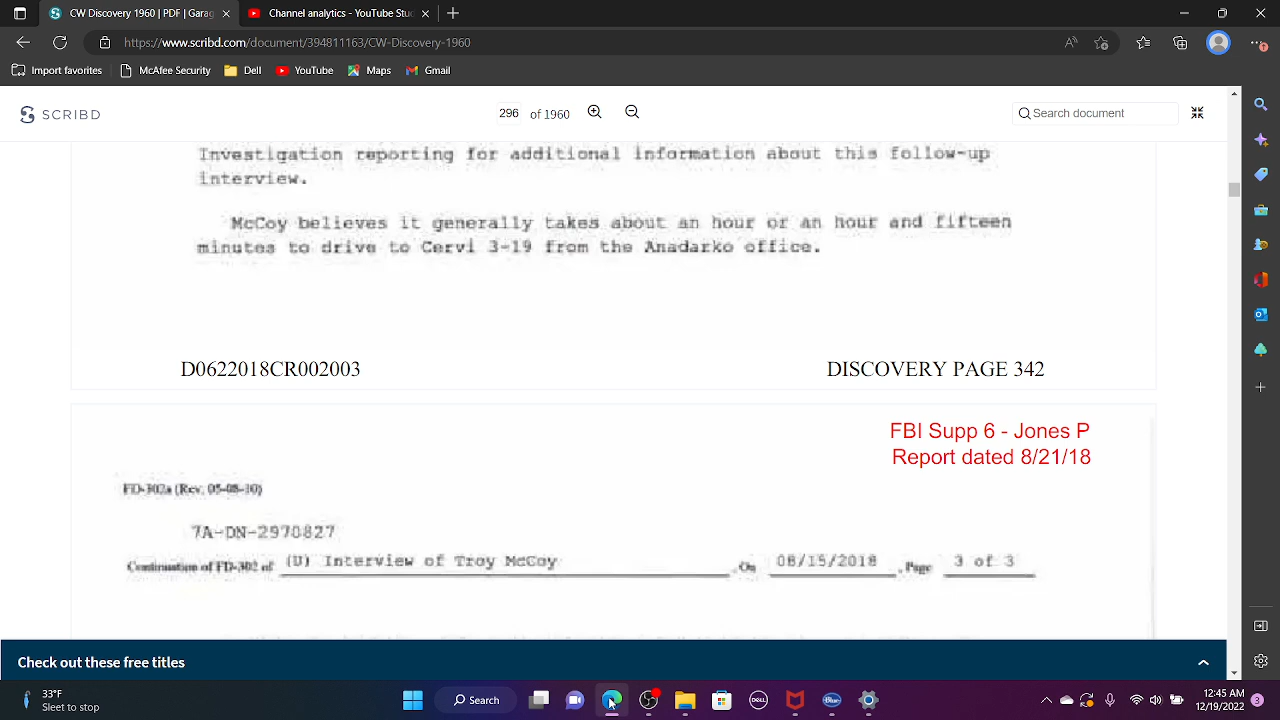 CW Discovery 1960 | PDF | Garag
Channel analytics - YouTube Stu
https://www.scribd.com/document/394811163/CW-Discovery-1960
Import favorites
McAfee Security
Dell
YouTube
Maps
Gmail
SCRIBD
296 of 1960
Search document
Investigation reporting for additional information about this follow-up
interview.
McCoy believes it generally takes about an hour or an hour and fifteen
minutes to drive to Cervi 3-19 from the Anadarko office.
D0622018CR002003
DISCOVERY PAGE 342
FBI Supp 6 - Jones P
Report dated 8/21/18
FD-302a (Rev. 05-08-10)
7A-DN-2970827
Continuation of FD-302 of (U) Interview of Troy McCoy , On 08/15/2018 , Page 3 of 3
Check out these free titles
33°F
Sleet to stop
Search
DELL
Blue
12:45 AM
12/19/2022
3